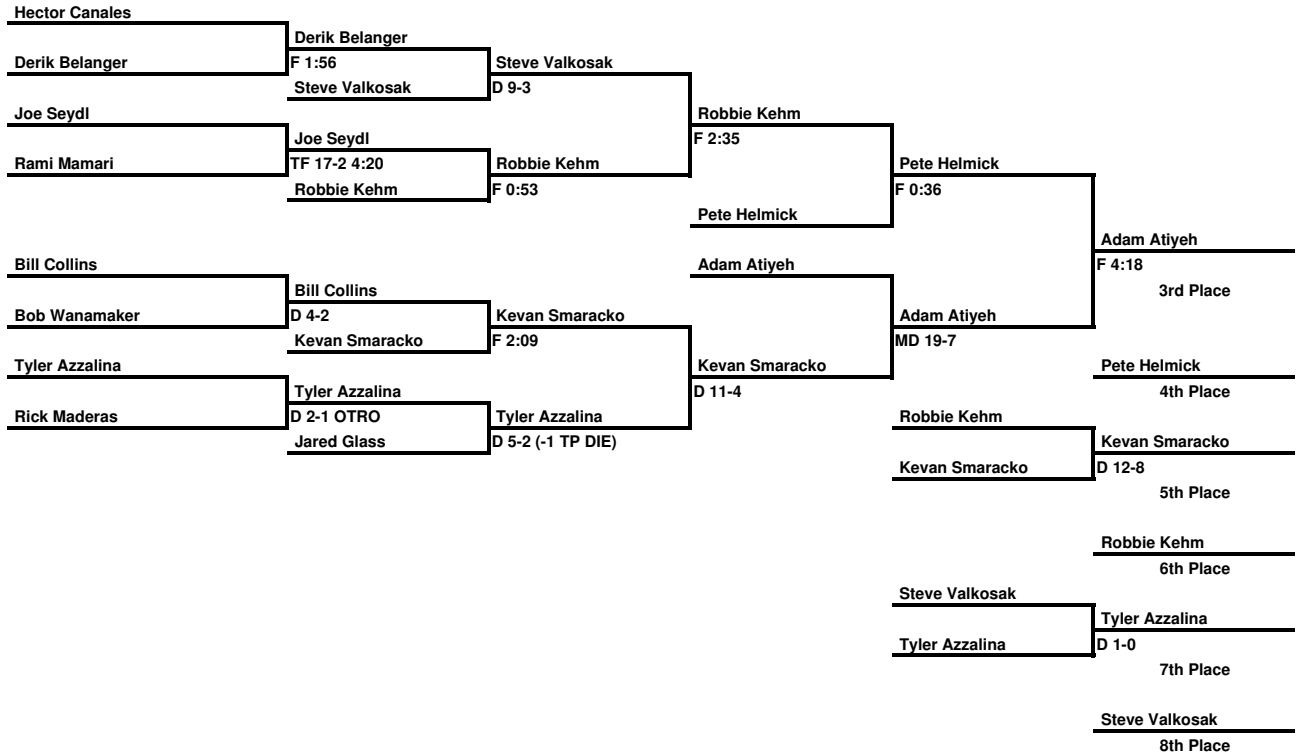 Hector Canales
Derik Belanger
Derik Belanger
F 1:56
Steve Valkosak
Steve Valkosak
D 9-3
Joe Seydl
Robbie Kehm
Joe Seydl
F 2:35
Rami Mamari
TF 17-2 4:20
Robbie Kehm
Pete Helmick
Robbie Kehm
F 0:53
F 0:36
Pete Helmick
Adam Atiyeh
Bill Collins
Adam Atiyeh
F 4:18
Bill Collins
3rd Place
Bob Wanamaker
D 4-2
Kevan Smaracko
Adam Atiyeh
Kevan Smaracko
F 2:09
MD 19-7
Tyler Azzalina
Kevan Smaracko
Pete Helmick
Tyler Azzalina
D 11-4
4th Place
Rick Maderas
D 2-1 OTRO
Tyler Azzalina
Robbie Kehm
Jared Glass
D 5-2 (-1 TP DIE)
Kevan Smaracko
Kevan Smaracko
D 12-8
5th Place
Robbie Kehm
6th Place
Steve Valkosak
Tyler Azzalina
Tyler Azzalina
D 1-0
7th Place
Steve Valkosak
8th Place